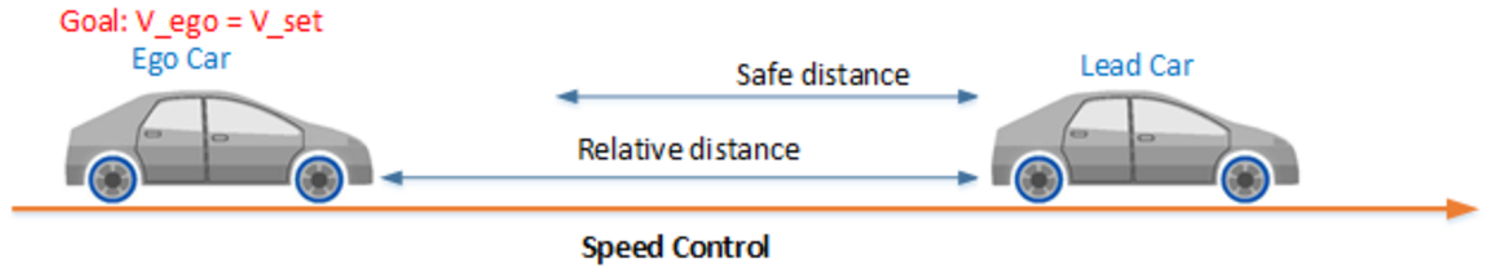 Goal: V_ego = V_set
Ego Car
Safe distance
Lead Car
Relative distance
Speed Control